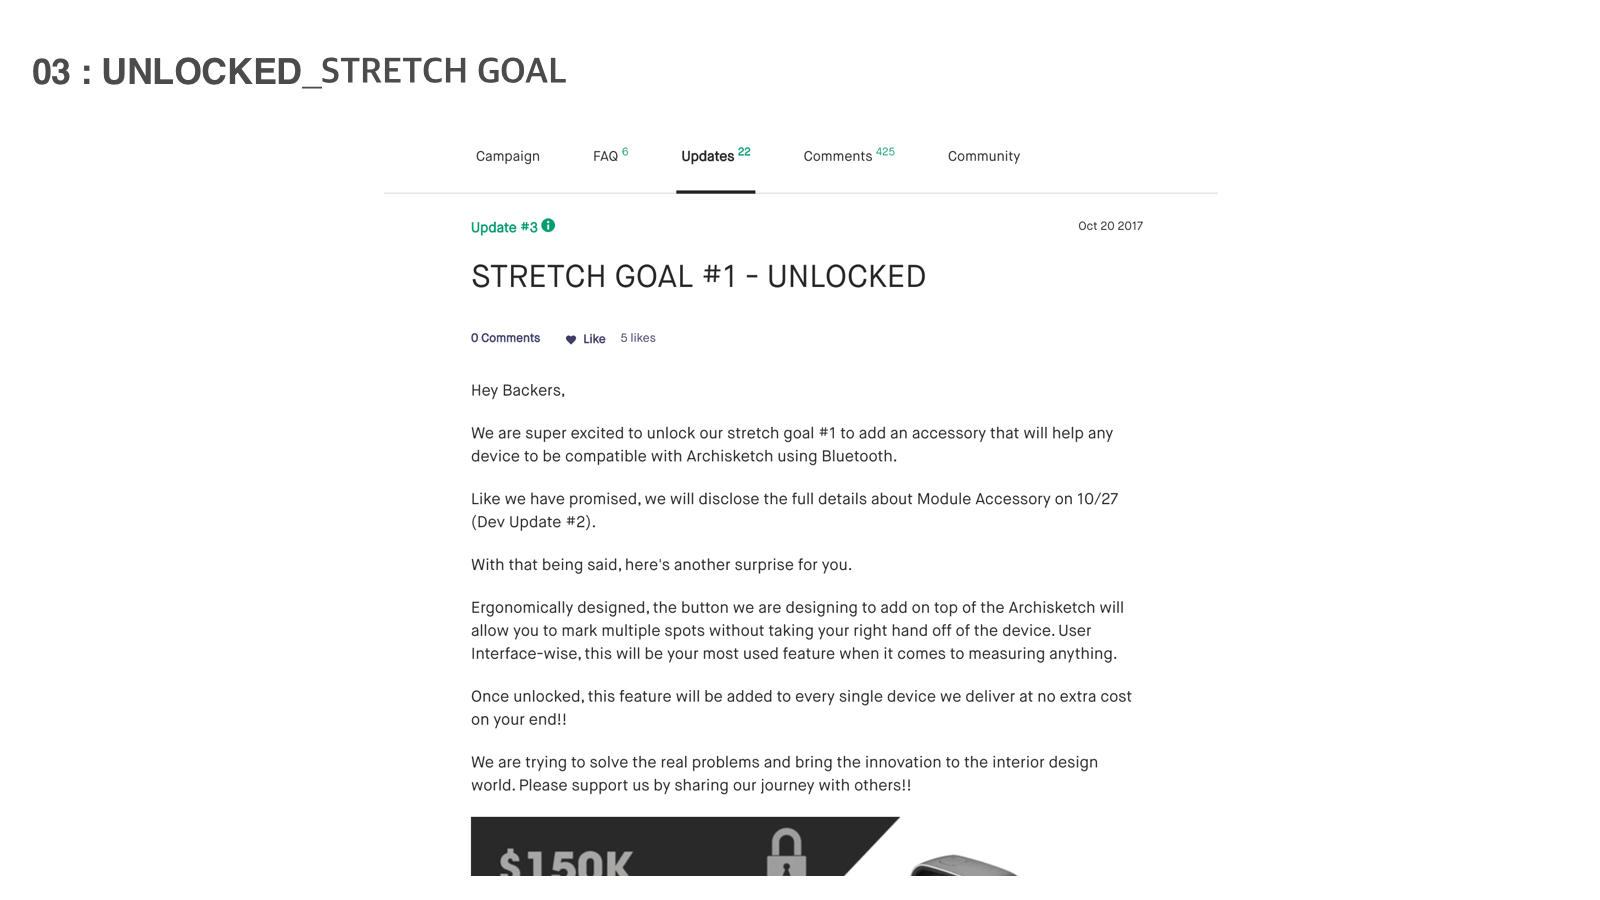 03 : UNLOCKED_STRETCH GOAL
Campaign FAQ 6 Updates 22 Comments 425 Community
Update #3 Oct 20 2017
STRETCH GOAL #1 - UNLOCKED
0 Comments Like 5 likes
Hey Backers,
We are super excited to unlock our stretch goal #1 to add an accessory that will help any
device to be compatible with Archisketch using Bluetooth.
Like we have promised, we will disclose the full details about Module Accessory on 10/27
(Dev Update #2).
With that being said, here's another surprise for you.
Ergonomically designed, the button we are designing to add on top of the Archisketch will
allow you to mark multiple spots without taking your right hand off of the device. User
Interface-wise, this will be your most used feature when it comes to measuring anything.
Once unlocked, this feature will be added to every single device we deliver at no extra cost
on your end!!
We are trying to solve the real problems and bring the innovation to the interior design
world. Please support us by sharing our journey with others!!
$150K